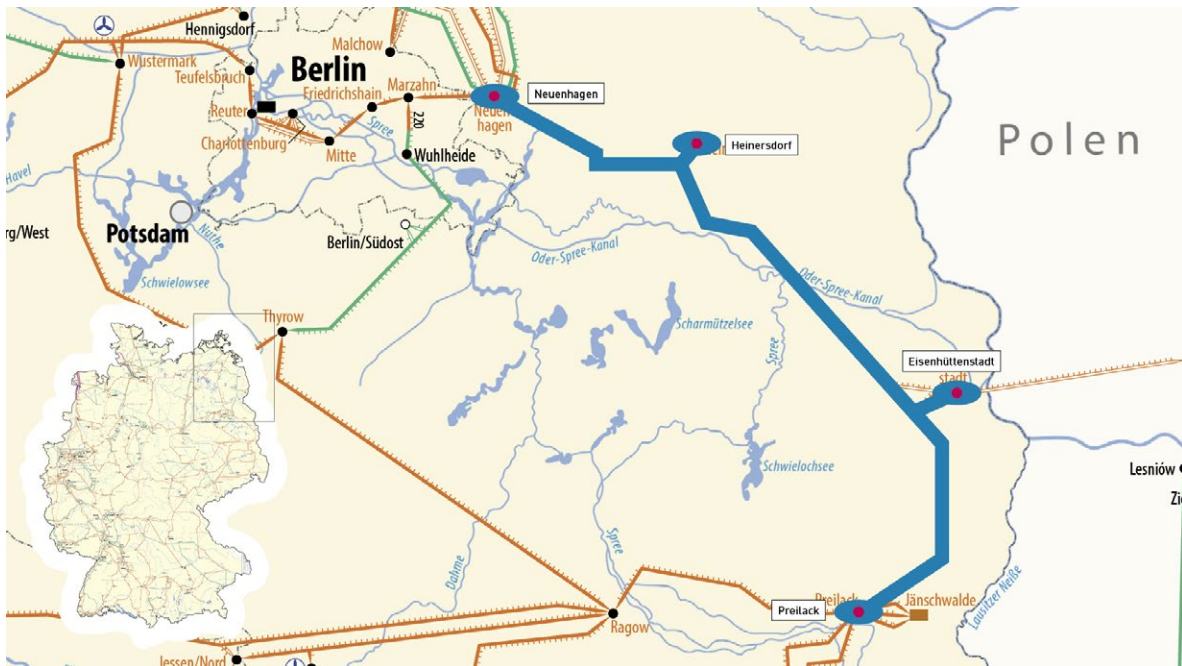 Hennigsdorf
Malchow
Wustermark
Teufelsbruch
Berlin
Friedrichshain
Marzahn
Neuenhagen
Neuen
hagen
Reuter
Charlottenburg
Spree
220
Mitte
Wuhlheide
Heinersdorf
Polen
Havel
rg/West
Potsdam
Nuthe
Berlin/Südost
Oder-Spree-Kanal
Oder-Spree-Kanal
Schwielowsee
Thyrow
Scharmützelsee
Spree
Eisenhüttenstadt
stadt
Schwielochsee
Lesniów
Zie
Spree
Dahme
Lausitzer Neiße
Preilack
Preilack
Jänschwalde
Ragow
Jessen/Nord